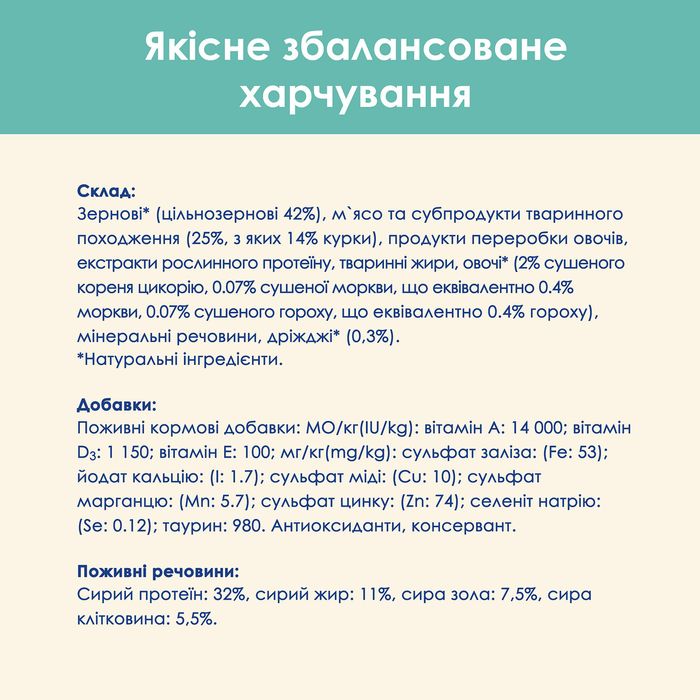 Якісне збалансоване
харчування
Склад:
Зернові* (цільнозернові 42%), м`ясо та субпродукти тваринного
походження (25%, з яких 14% курки), продукти переробки овочів,
екстракти рослинного протеїну, тваринні жири, овочі* (2% сушеного
кореня цикорію, 0.07% сушеної моркви, що еквівалентно 0.4%
моркви, 0.07% сушеного гороху, що еквівалентно 0.4% гороху),
мінеральні речовини, дріжджі* (0,3%).
*Натуральні інгредієнти.
Добавки:
Поживні кормові добавки: МО/кг(IU/kg): вітамін А: 14 000; вітамін
D₃: 1 150; вітамін Е: 100; мг/кг(mg/kg): сульфат заліза: (Fe: 53);
йодат кальцію: (I: 1.7); сульфат міді: (Cu: 10); сульфат
марганцю: (Mn: 5.7); сульфат цинку: (Zn: 74); селеніт натрію:
(Se: 0.12); таурин: 980. Антиоксиданти, консервант.
Поживні речовини:
Сирий протеїн: 32%, сирий жир: 11%, сира зола: 7,5%, сира
клітковина: 5,5%.